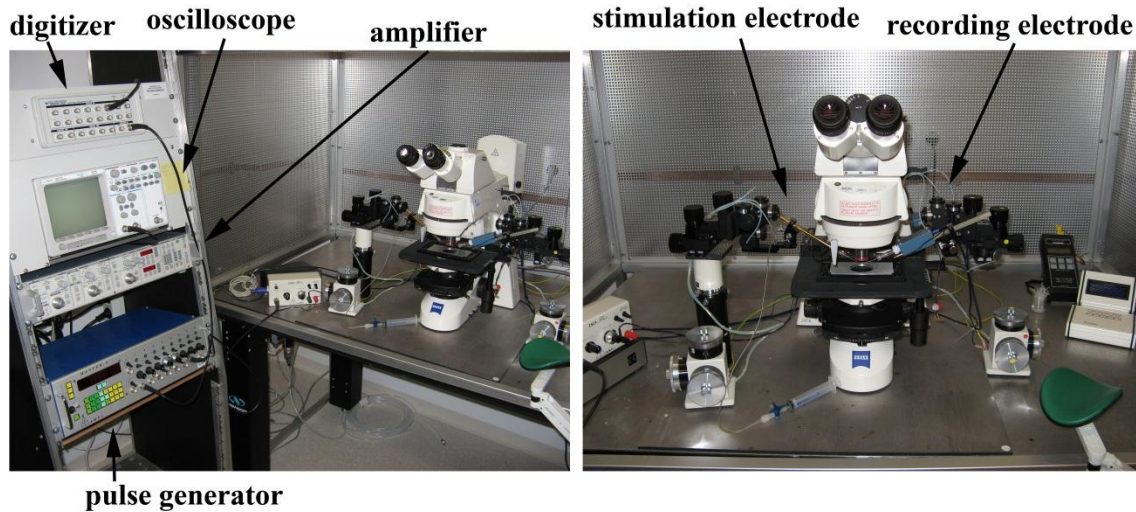 digitizer
oscilloscope
amplifier
stimulation electrode
recording electrode
pulse generator
ZEISS